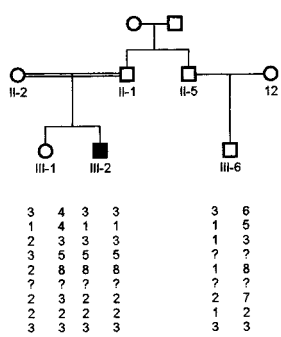 II-2 II-1 II-5 12
III-1 III-2 III-6
3 4 3 3 3 6
1 4 1 1 1 5
2 3 3 3 1 3
3 5 5 5 ? ?
2 8 8 8 1 8
? ? ? ? ? ?
2 3 2 2 2 7
2 2 2 2 1 2
3 3 3 3 3 3